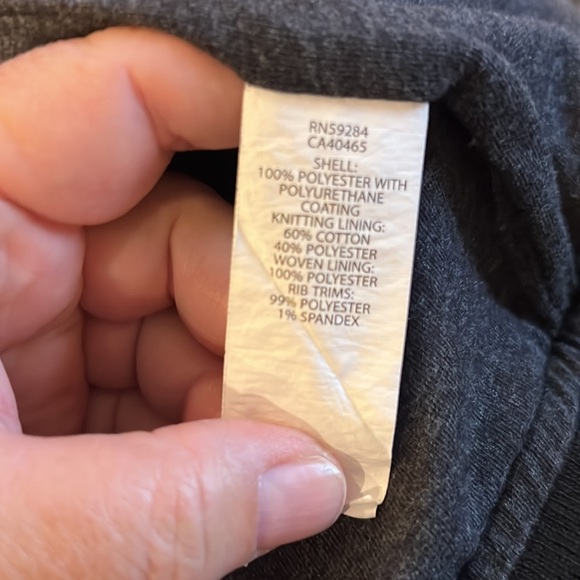 RN59284
CA40465
SHELL:
100% POLYESTER WITH
POLYURETHANE
COATING
KNITTING LINING:
60% COTTON
40% POLYESTER
WOVEN LINING:
100% POLYESTER
RIB TRIMS:
99% POLYESTER
1% SPANDEX